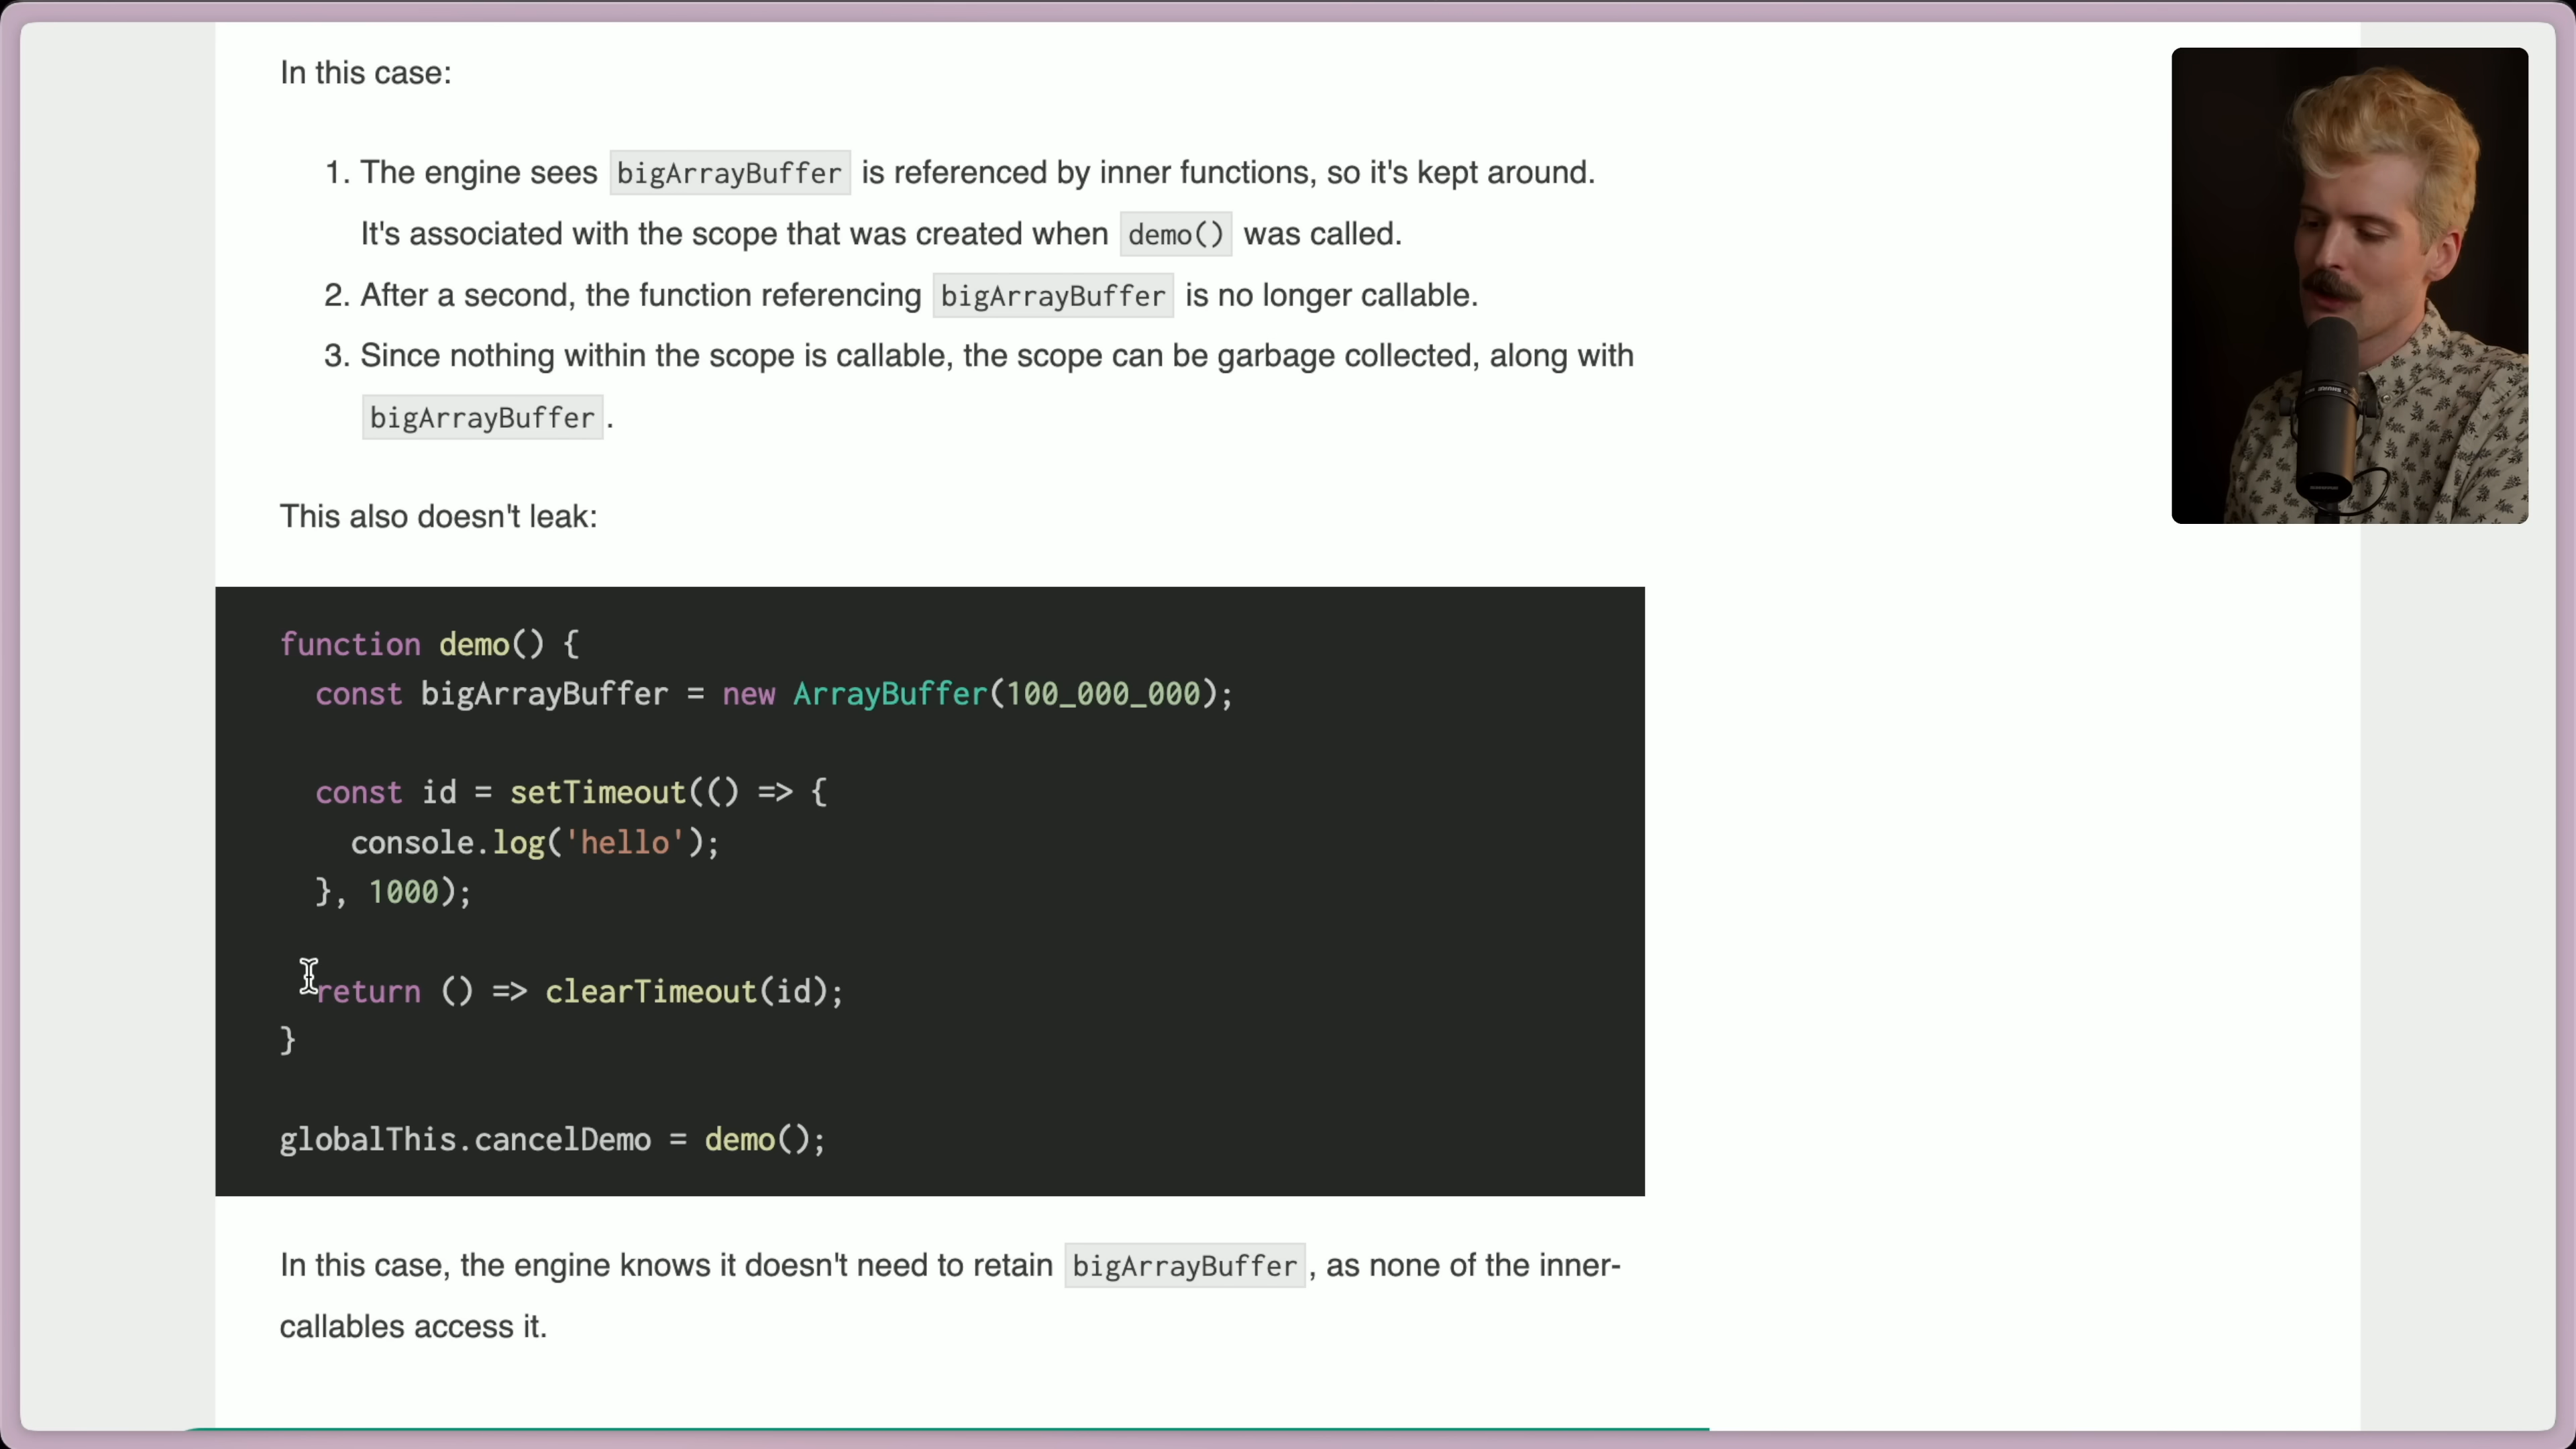 In this case:
1. The engine sees bigArrayBuffer is referenced by inner functions, so it's kept around.
It's associated with the scope that was created when demo() was called.
2. After a second, the function referencing bigArrayBuffer is no longer callable.
3. Since nothing within the scope is callable, the scope can be garbage collected, along with
bigArrayBuffer.
This also doesn't leak:
function demo() {
  const bigArrayBuffer = new ArrayBuffer(100_000_000);
  const id = setTimeout(() => {
    console.log('hello');
  }, 1000);
  return () => clearTimeout(id);
}
globalThis.cancelDemo = demo();
In this case, the engine knows it doesn't need to retain bigArrayBuffer, as none of the inner-
callables access it.